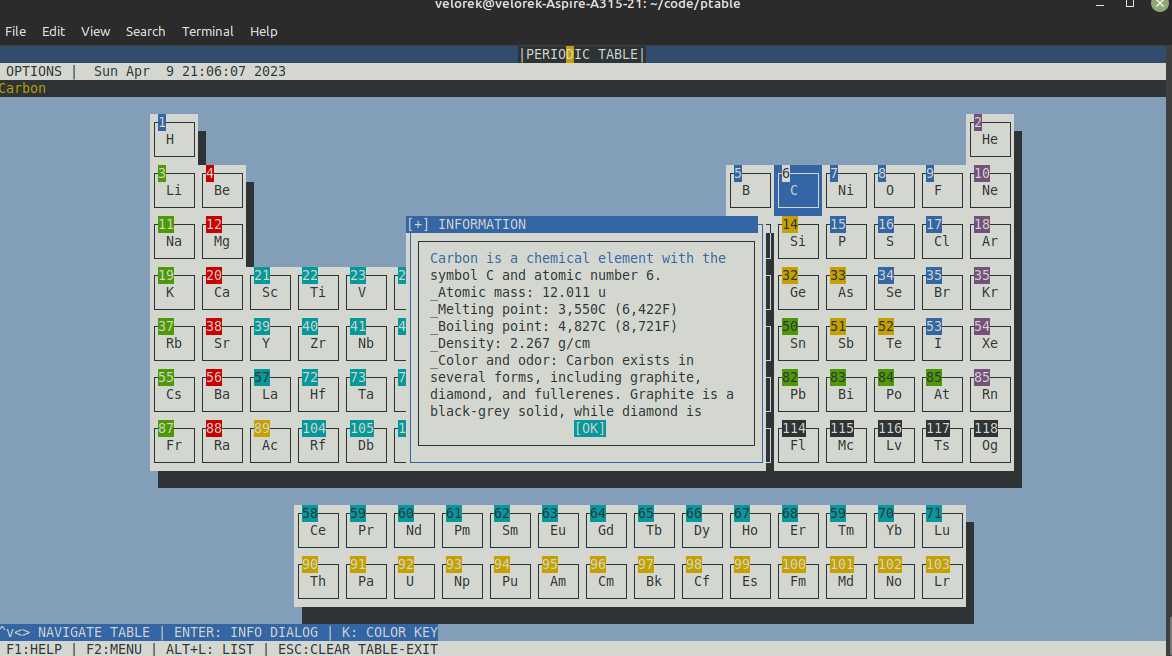 velorek@velorek-Aspire-A315-21: ~/code/ptable
File Edit View Search Terminal Help
|PERIODIC TABLE|
OPTIONS | Sun Apr 9 21:06:07 2023
Carbon
1 2
H He
3 4 5 6 7 8 9 10
Li Be B C Ni O F Ne
11 12 14 15 16 17 18
Na Mg Si P S Cl Ar
[+] INFORMATION
Carbon is a chemical element with the
symbol C and atomic number 6.
_Atomic mass: 12.011 u
_Melting point: 3,550C (6,422F)
_Boiling point: 4,827C (8,721F)
_Density: 2.267 g/cm
_Color and odor: Carbon exists in
several forms, including graphite,
diamond, and fullerenes. Graphite is a
black-grey solid, while diamond is
[OK]
19 20 21 22 23 2 32 33 34 35 35
K Ca Sc Ti V Ge As Se Br Kr
37 38 39 40 41 4 50 51 52 53 54
Rb Sr Y Zr Nb Sn Sb Te I Xe
55 56 57 72 73 7 82 83 84 85 85
Cs Ba La Hf Ta Pb Bi Po At Rn
87 88 89 104 105 1 114 115 116 117 118
Fr Ra Ac Rf Db Fl Mc Lv Ts Og
58 59 60 61 62 63 64 65 66 67 68 59 70 71
Ce Pr Nd Pm Sm Eu Gd Tb Dy Ho Er Tm Yb Lu
90 91 92 93 94 95 96 97 98 99 100 101 102 103
Th Pa U Np Pu Am Cm Bk Cf Es Fm Md No Lr
^v<> NAVIGATE TABLE | ENTER: INFO DIALOG | K: COLOR KEY
F1:HELP | F2:MENU | ALT+L: LIST | ESC:CLEAR TABLE-EXIT